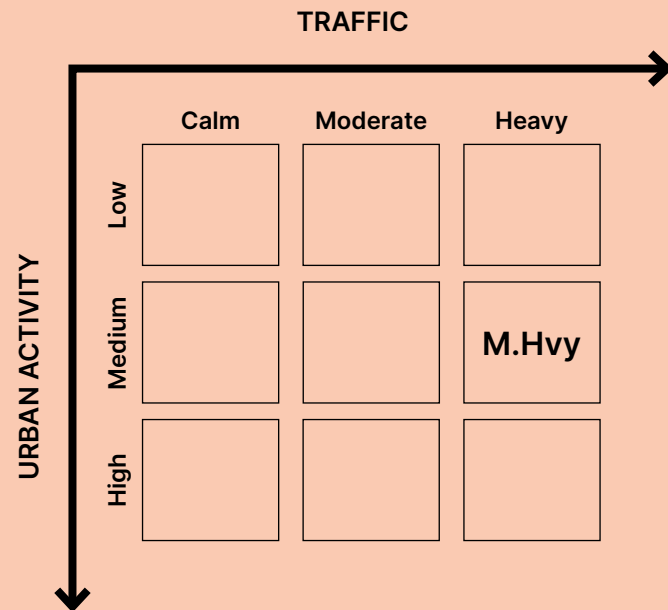 TRAFFIC
Calm Moderate Heavy
URBAN ACTIVITY
Low
Medium
M.Hvy
High